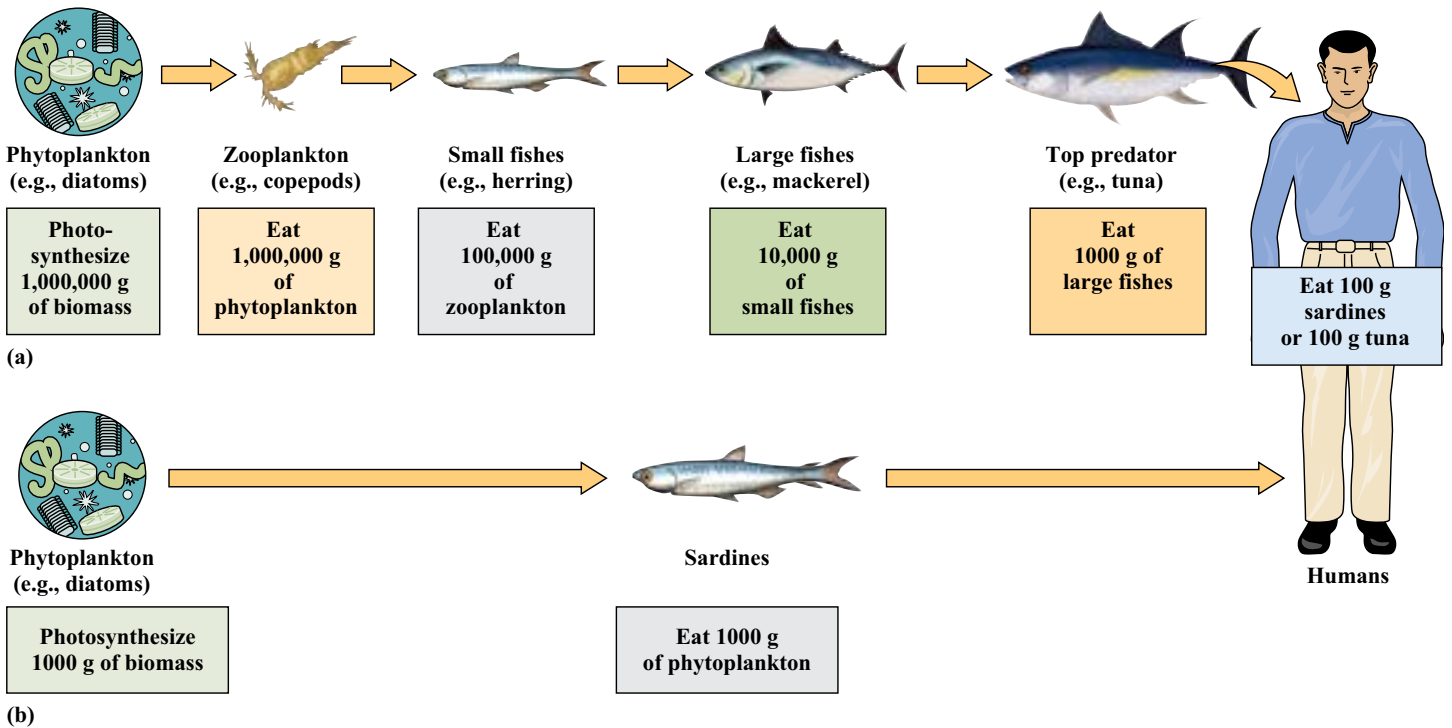 Phytoplankton
(e.g., diatoms)
Zooplankton
(e.g., copepods)
Small fishes
(e.g., herring)
Large fishes
(e.g., mackerel)
Top predator
(e.g., tuna)
Photo-
synthesize
1,000,000 g
of biomass
Eat
1,000,000 g
of
phytoplankton
Eat
100,000 g
of
zooplankton
Eat
10,000 g
of
small fishes
Eat
1000 g of
large fishes
Eat 100 g
sardines
or 100 g tuna
(a)
Phytoplankton
(e.g., diatoms)
Sardines
Humans
Photosynthesize
1000 g of biomass
Eat 1000 g
of phytoplankton
(b)